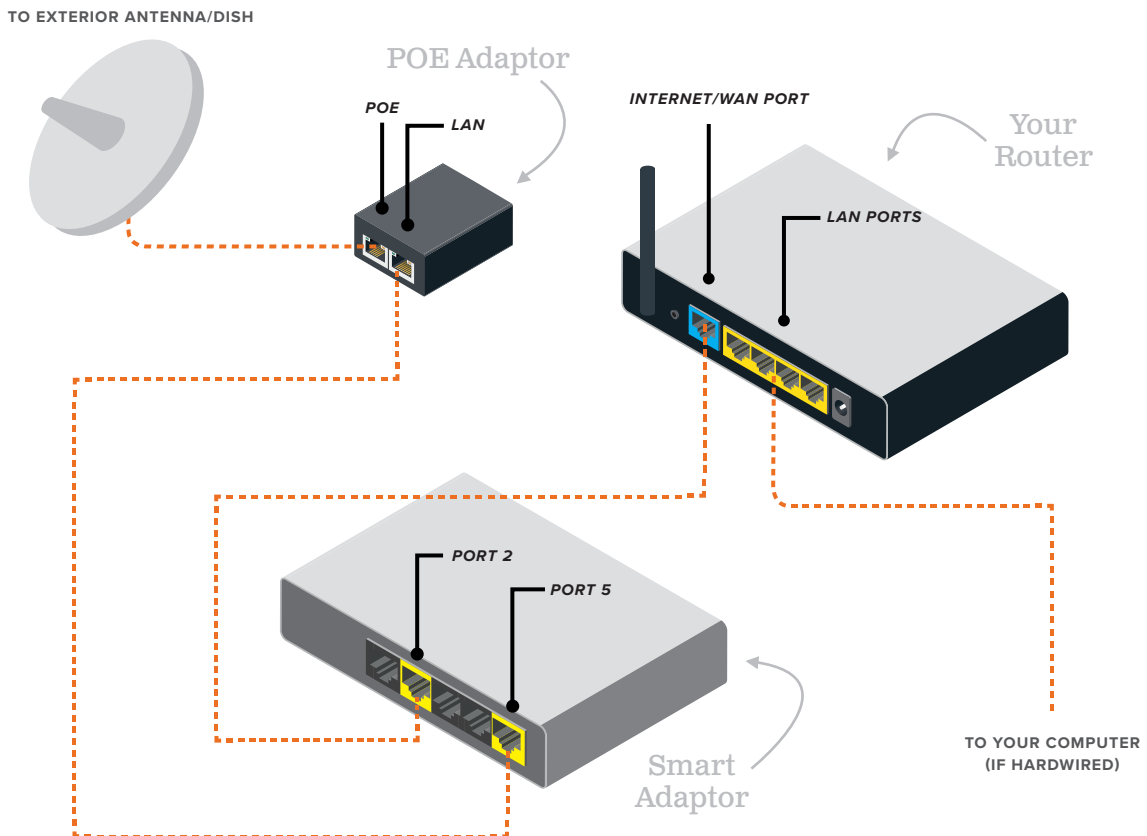 TO EXTERIOR ANTENNA/DISH
POE Adaptor
POE
LAN
INTERNET/WAN PORT
Your
Router
LAN PORTS
PORT 2
PORT 5
Smart
Adaptor
TO YOUR COMPUTER
(IF HARDWIRED)